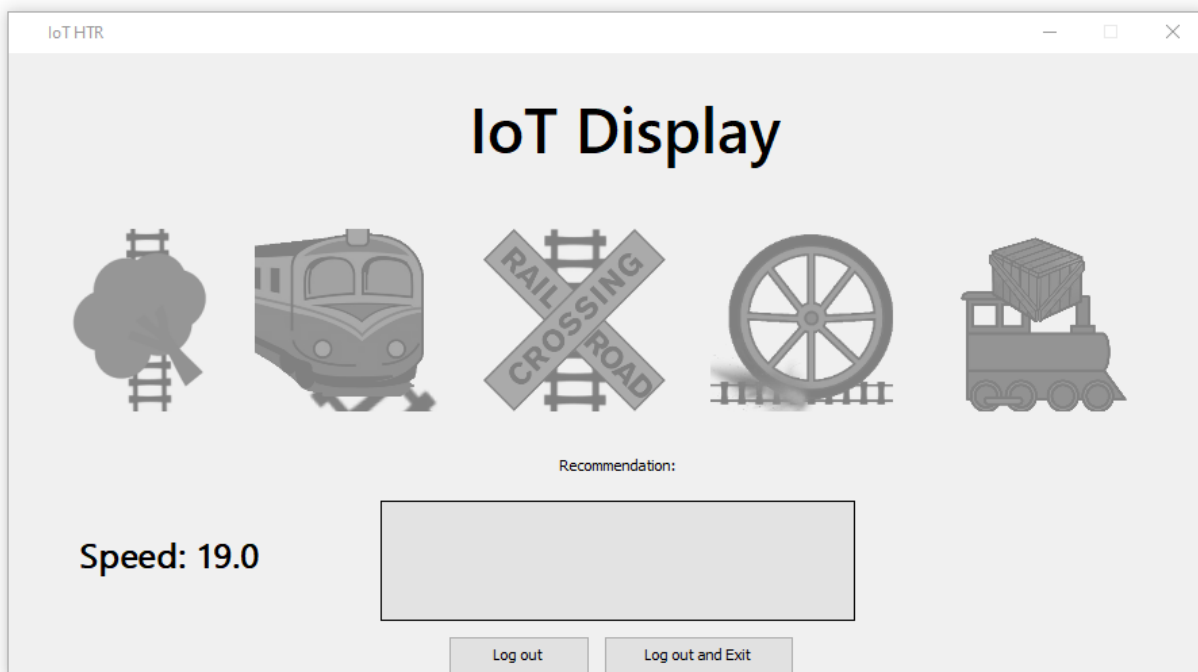 IoT HTR
IoT Display
RAIL
ROAD
CROSSING
Recommendation:
Speed: 19.0
Log out
Log out and Exit